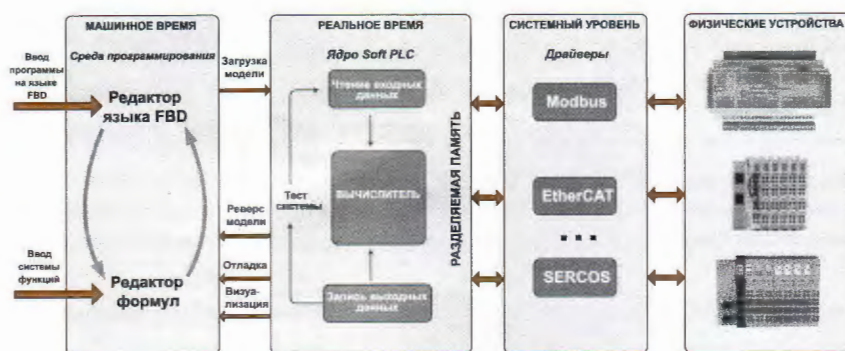 МАШИННОЕ ВРЕМЯ
Среда программирования
Ввод
программы
на языке
FBD
Редактор
языка FBD
Ввод
системы
функций
Редактор
формул
Загрузка
модели
Реверс
модели
Отладка
Визуа-
лизация
РЕАЛЬНОЕ ВРЕМЯ
Ядро Soft PLC
Чтение входных
данных
Тест
системы
ВЫЧИСЛИТЕЛЬ
Запись выходных
данных
РАЗДЕЛЯЕМАЯ ПАМЯТЬ
СИСТЕМНЫЙ УРОВЕНЬ
Драйверы
Modbus
EtherCAT
...
SERCOS
ФИЗИЧЕСКИЕ УСТРОЙСТВА